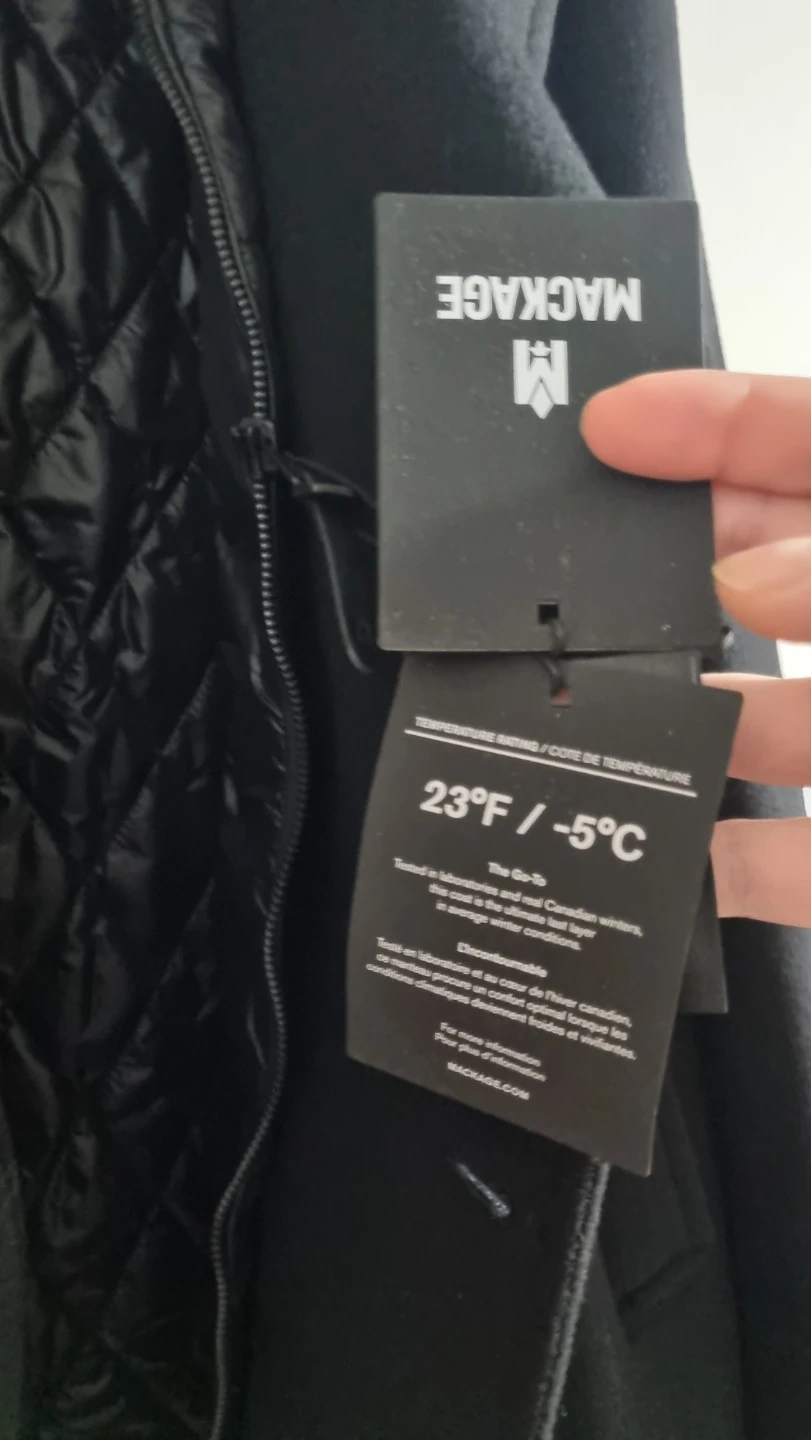 MACKAGE
TEMPERATURE RATING / COTE DE TEMPÉRATURE
23°F / -5°C
The Go-To
Tested in laboratories and real Canadian winters,
this coat is the ultimate last layer
in average winter conditions.
L'incontournable
Testé en laboratoire et au cœur de l'hiver canadien,
ce manteau procure un confort optimal lorsque les
conditions climatiques deviennent froides et vivifiantes.
For more information
Pour plus d'information
MACKAGE.COM